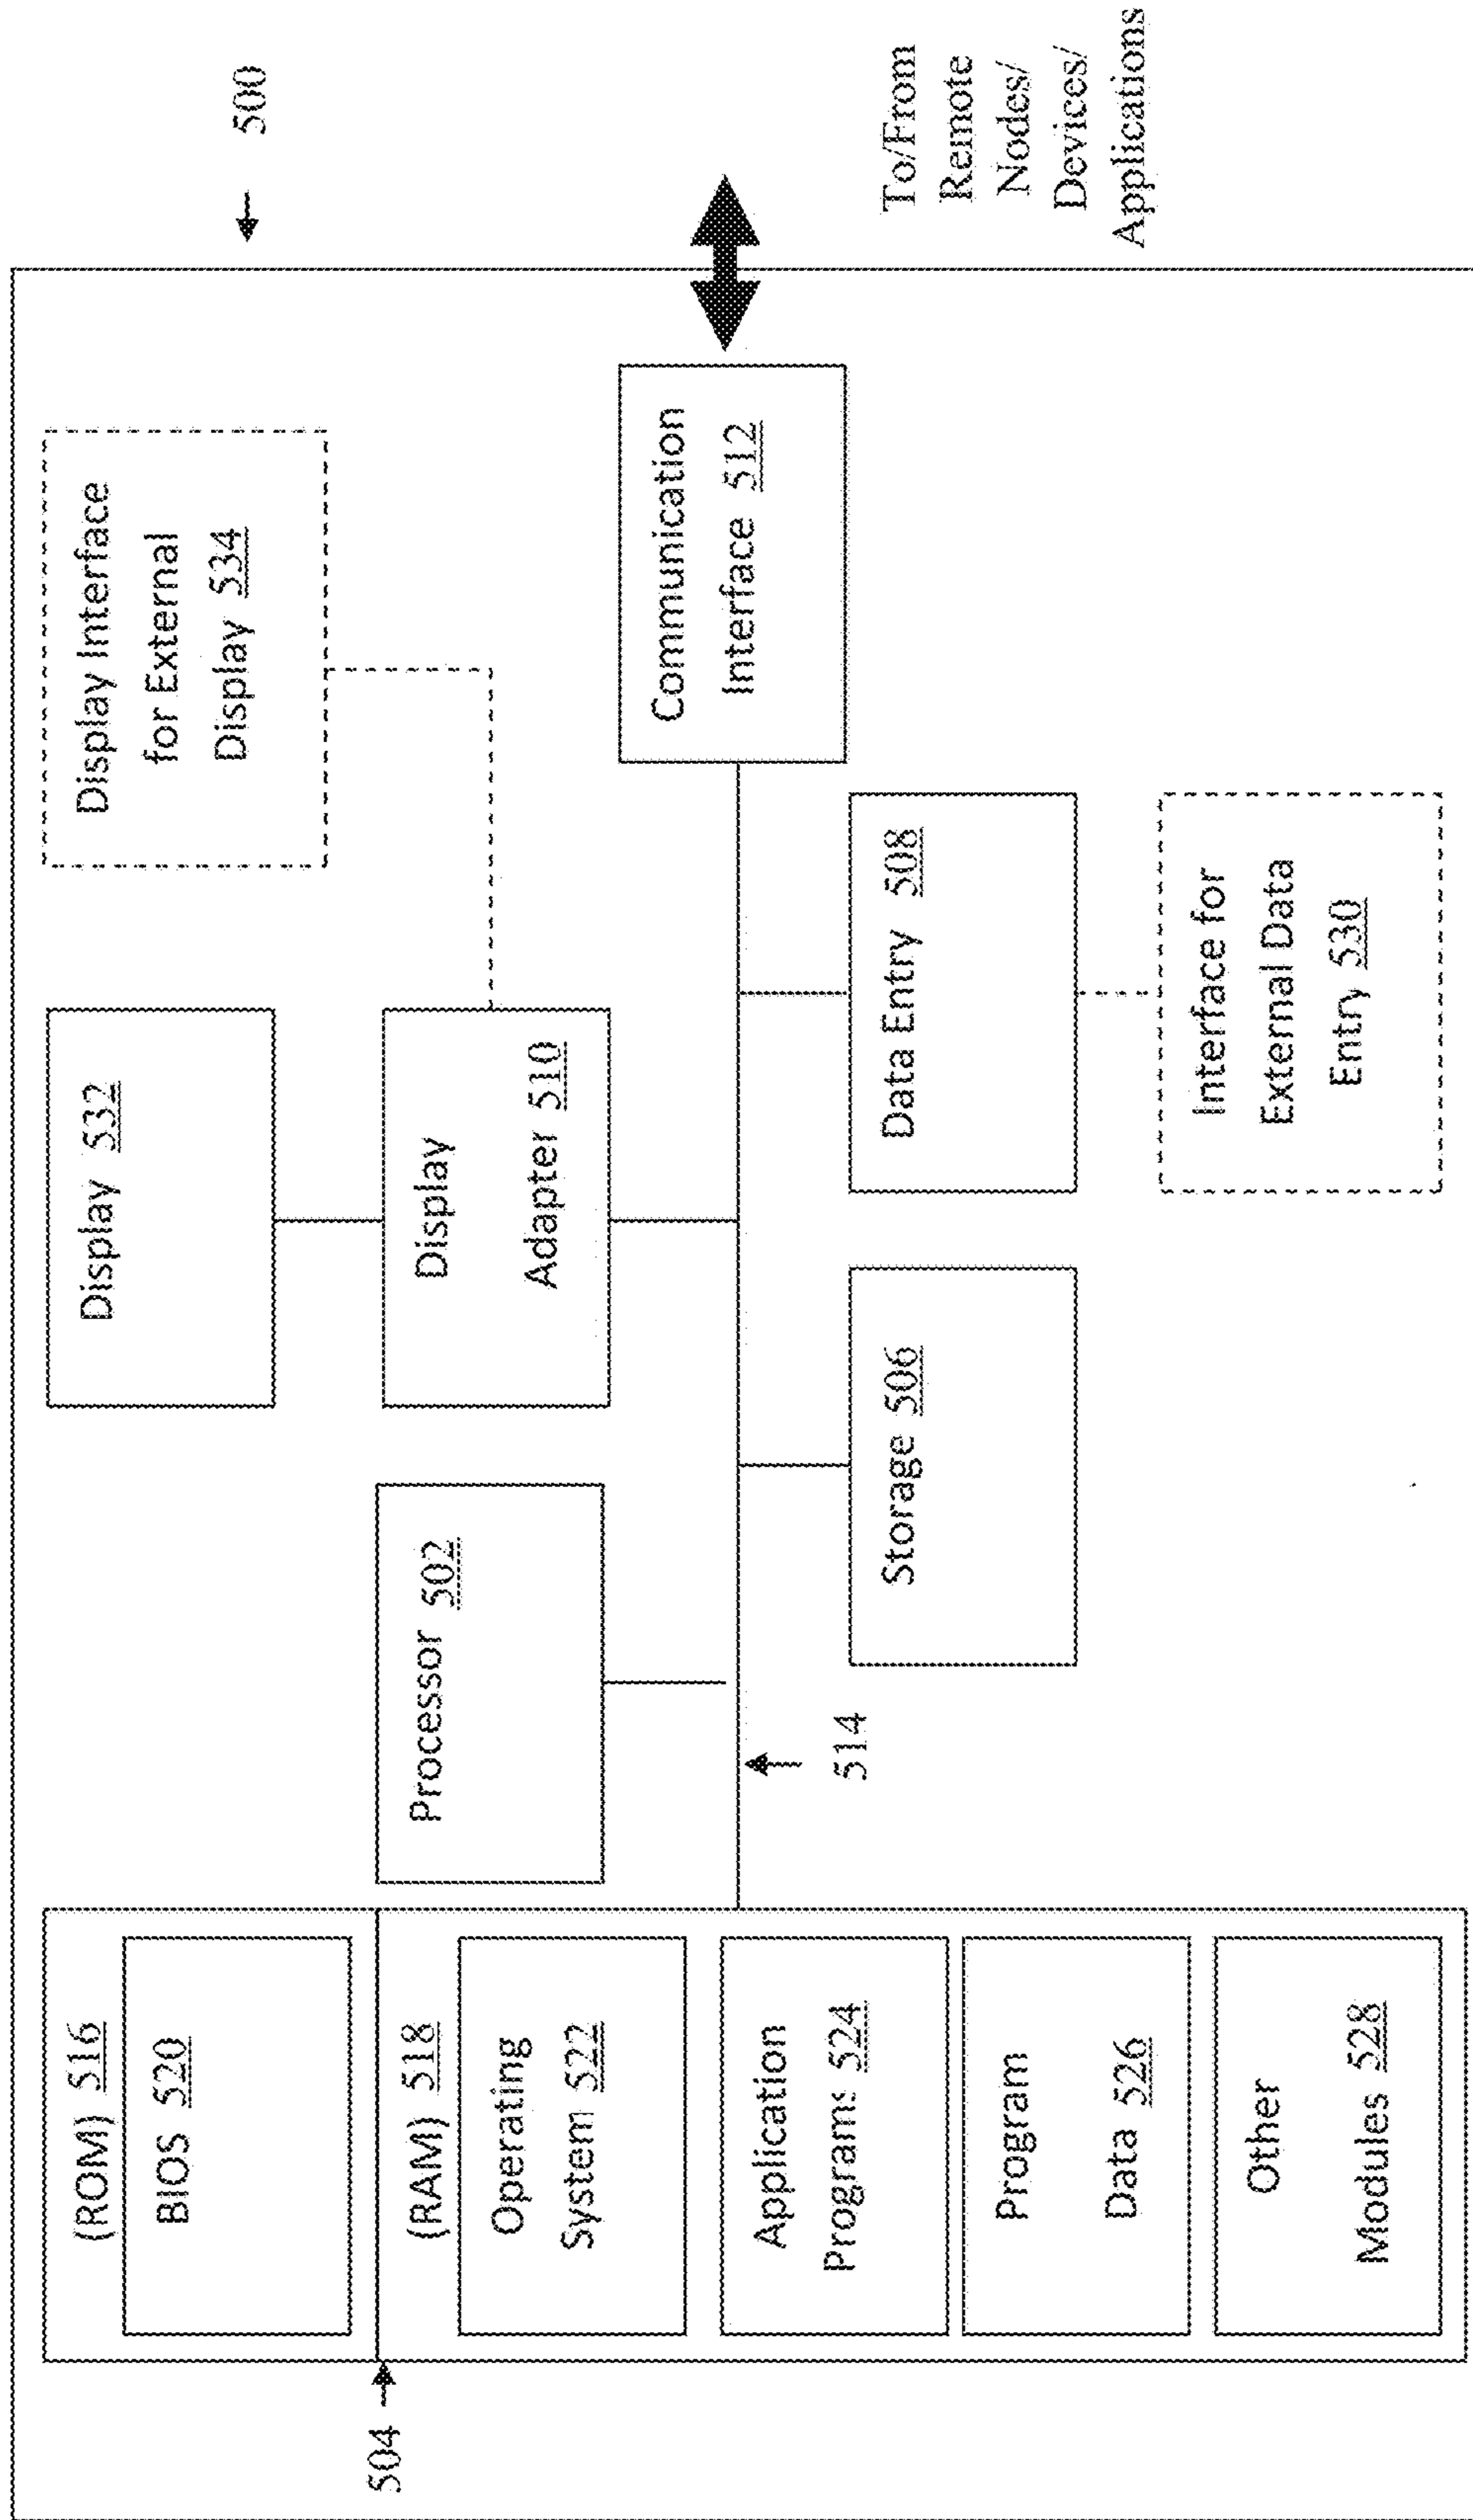 500
(ROM) 516
BIOS 520
504
(RAM) 518
Operating
System 522
Application
Programs 524
Program
Data 526
Other
Modules 528
Processor 502
514
Storage 506
Display 532
Display
Adapter 510
Data Entry 508
Interface for
External Data
Entry 530
Display Interface
for External
Display 534
Communication
Interface 512
To/From
Remote
Nodes/
Devices/
Applications